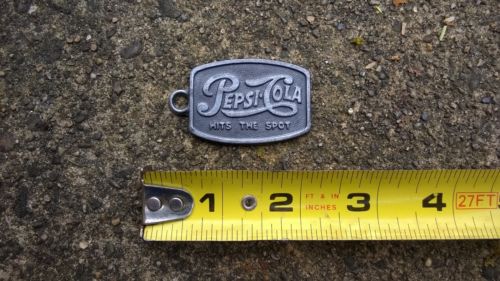 PEPSI·COLA
HITS THE SPOT
1 2 FT & IN INCHES 3 4 27FT